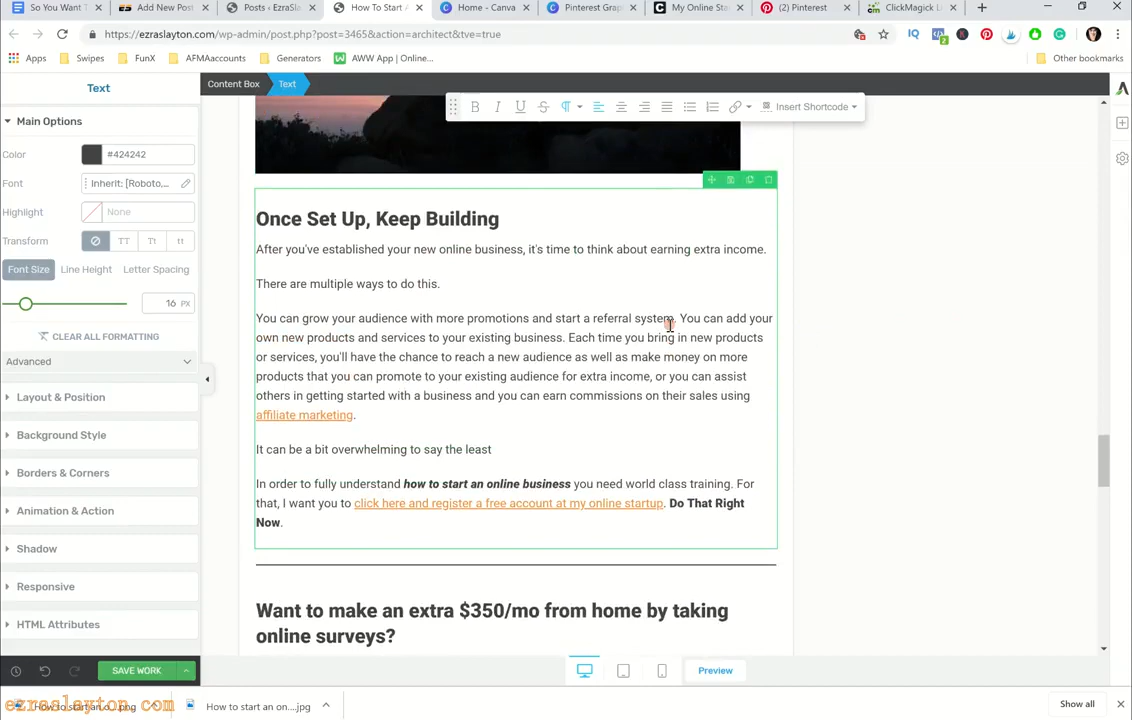 So You Want T
Add New Post
Posts ‹ EzraSla
How To Start A
Home - Canva
Pinterest Grap
My Online Sta
(2) Pinterest
ClickMagick Li
https://ezraslayton.com/wp-admin/post.php?post=3465&action=architect&tve=true
Apps
Swipes
FunX
AFMAaccounts
Generators
AWW App | Online...
Other bookmarks
Text
Content Box
Text
Insert Shortcode
Main Options
Color
#424242
Font
Inherit: [Roboto,...
Highlight
None
Transform
TT
Tt
tt
Font Size
Line Height
Letter Spacing
16 PX
CLEAR ALL FORMATTING
Advanced
Layout & Position
Background Style
Borders & Corners
Animation & Action
Shadow
Responsive
HTML Attributes
SAVE WORK
Once Set Up, Keep Building
After you've established your new online business, it's time to think about earning extra income.
There are multiple ways to do this.
You can grow your audience with more promotions and start a referral system. You can add your
own new products and services to your existing business. Each time you bring in new products
or services, you'll have the chance to reach a new audience as well as make money on more
products that you can promote to your existing audience for extra income, or you can assist
others in getting started with a business and you can earn commissions on their sales using
affiliate marketing.
It can be a bit overwhelming to say the least
In order to fully understand how to start an online business you need world class training. For
that, I want you to click here and register a free account at my online startup. Do That Right
Now.
Want to make an extra $350/mo from home by taking
online surveys?
Preview
ezraslayton.com
How to start an o...png
How to start an on....jpg
Show all